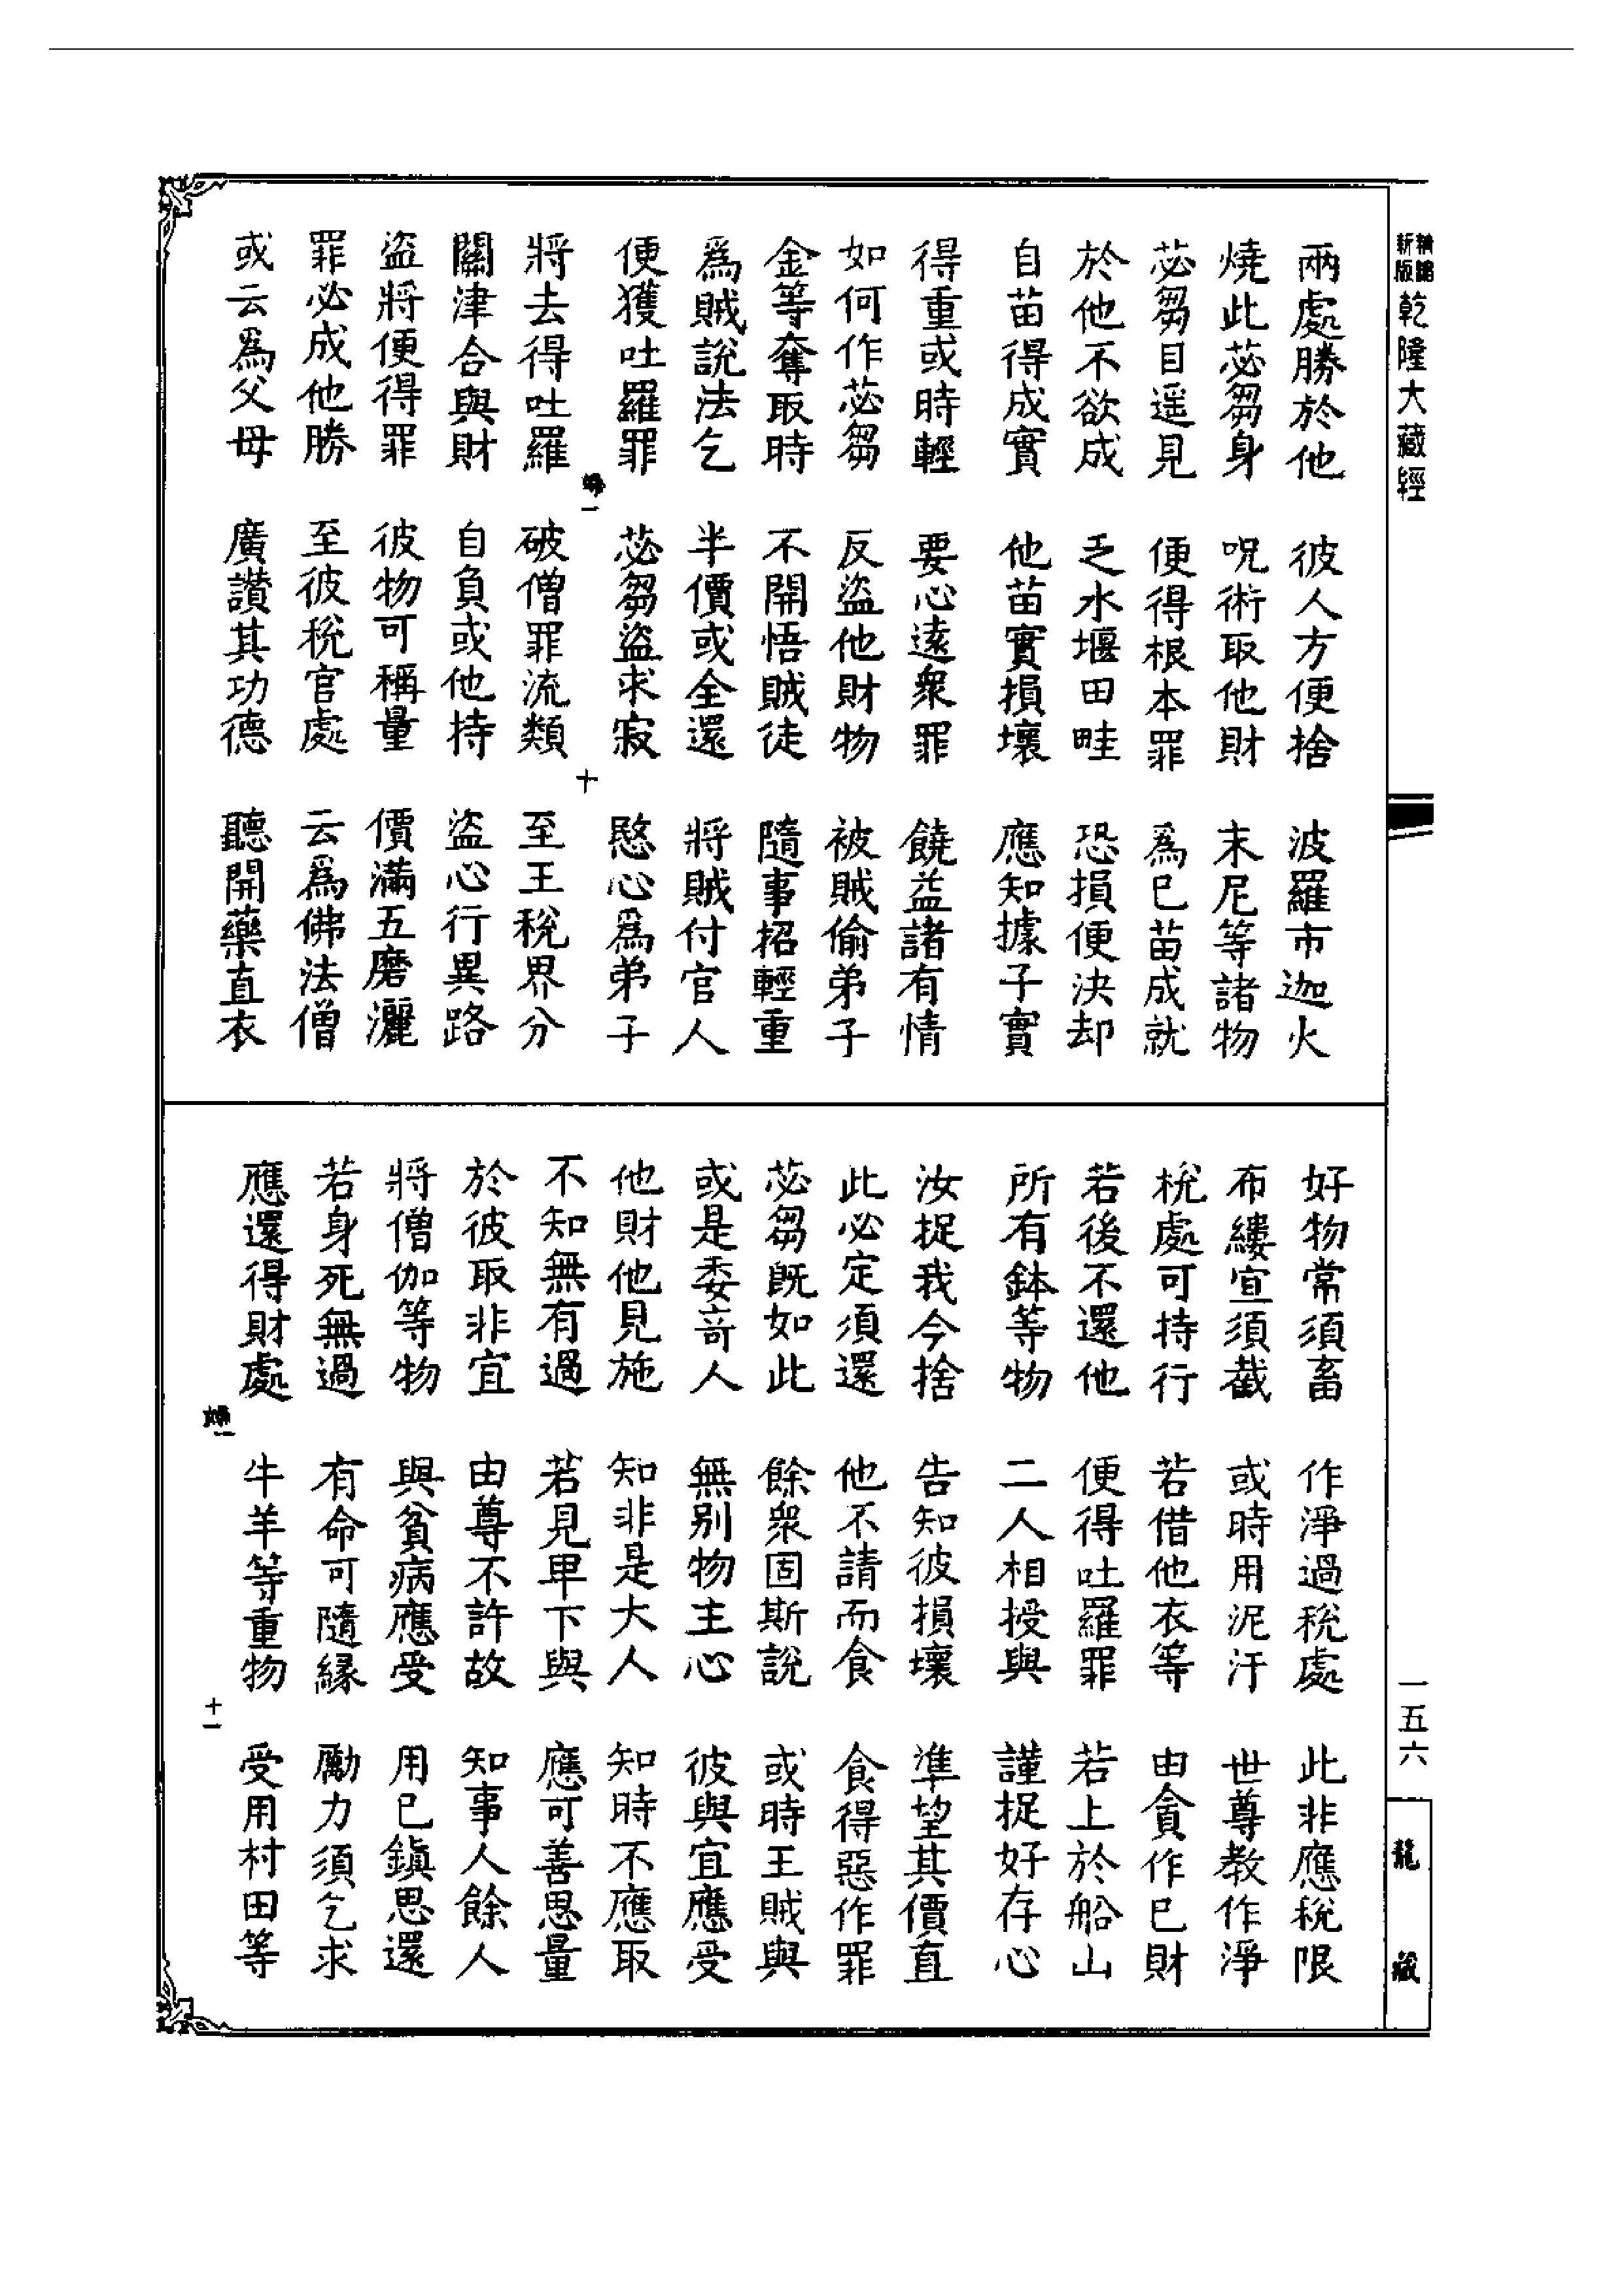 新版
乾隆大藏經
兩處勝於他　彼人方便捨　波羅市迦火
燒此苾芻身　呪術取他財　末尼等諸物
苾芻目遥見　便得根本罪　爲已苗成就
於他不欲成　乏水堰田畦　恐損便決却
自苗得成實　他苗實損壞　應知據子實
得重或時輕　要心遠衆罪　饒益諸有情
如何作苾芻　反盜他財物　被賊偷弟子
金等奪取時　不開悟賊徒　隨事招輕重
爲賊說法乞　半價或全還　將賊付官人
便獲吐羅罪　苾芻盜求寂　愍心爲弟子
十
將去得吐羅　破僧罪流類　至王稅界分
關津合與財　自負或他持　盜心行異路
盜將便得罪　彼物可稱量　價滿五磨灑
罪必成他勝　至彼稅官處　云爲佛法僧
或云爲父母　廣讚其功德　聽開藥直衣
好物常須畜　作淨過稅處　此非應稅限
布縷宜須截　或時用泥汙　世尊教作淨
稅處可持行　若借他衣等　由貪作已財
若後不還他　便得吐羅罪　若上於船山
所有鉢等物　二人相授與　謹捉好存心
汝捉我今捨　告知彼損壞　準望其價直
此必定須還　他不請而食　食得惡作罪
苾芻旣如此　餘衆固斯說　或時王賊與
或是委竒人　無别物主心　彼與宜應受
他財他見施　知非是大人　知時不應取
不知無有過　若見卑下與　應可善思量
於彼取非宜　由尊不許故　知事人餘人
將僧伽等物　與貧病應受　用已鎭思還
若身死無過　有命可隨緣　勵力須乞求
應還得財處　牛羊等重物　受用村田等
十一
一五六
龍藏